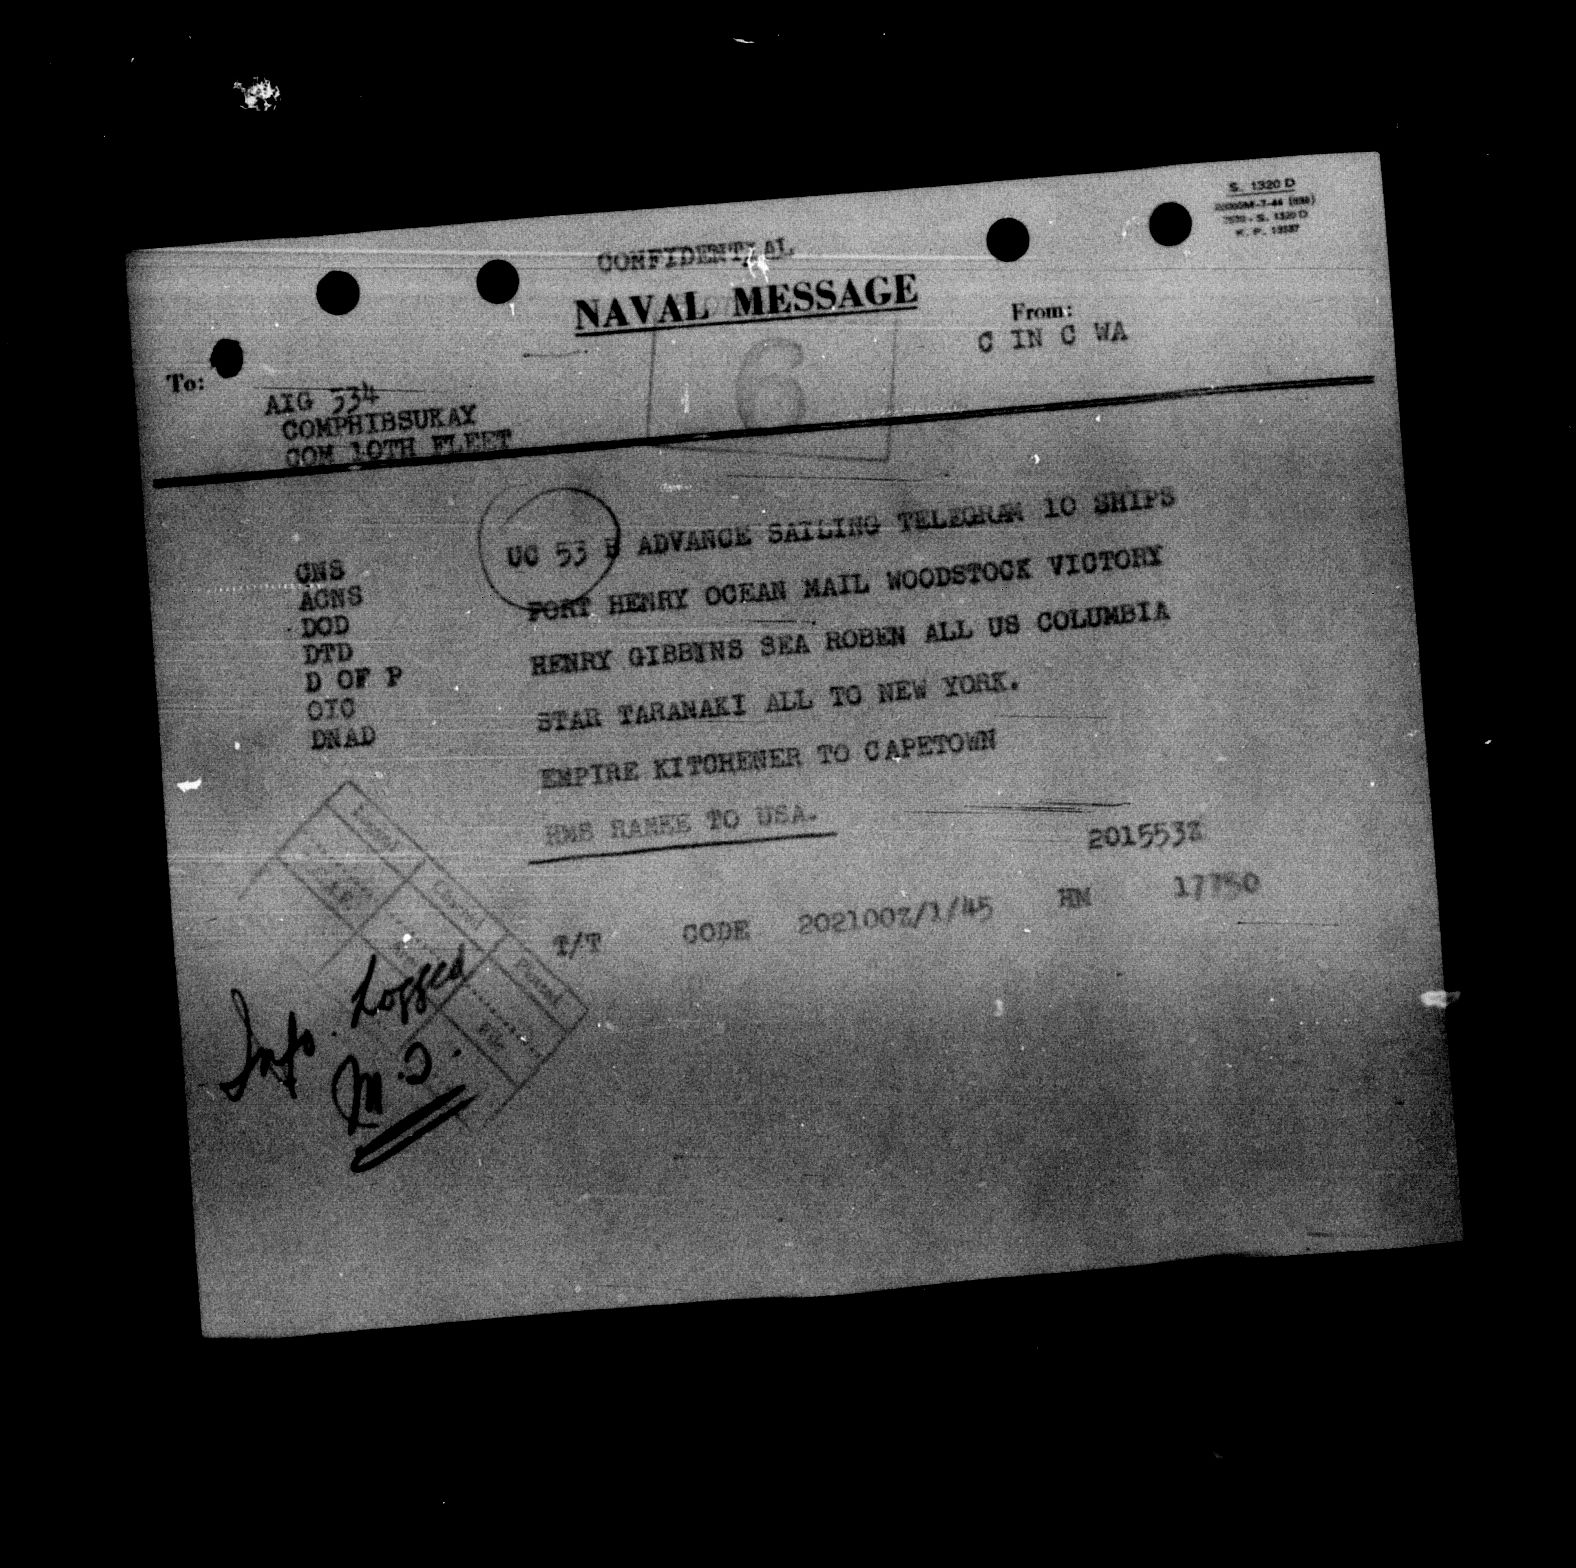 S. 1320 D
CONFIDENTIAL
NAVAL MESSAGE
From:
C IN C WA
6
To:
AIG 334
COMPHIBSUKAY
COM 10TH FLEET
CNS
ACNS
DOD
DTD
D OF P
OIC
DNAD
UC 53 B ADVANCE SAILING TELEGRAM 10 SHIPS
FORT HENRY OCEAN MAIL WOODSTOCK VICTORY
HENRY GIBBINS SEA ROBEN ALL US COLUMBIA
STAR TARANAKI ALL TO NEW YORK.
EMPIRE KITCHENER TO CAPETOWN
HMS RANEE TO USA.
201553Z
T/T CODE 202100Z/1/45 HM 17750
Plotted
File
Info. Logged
M.O.